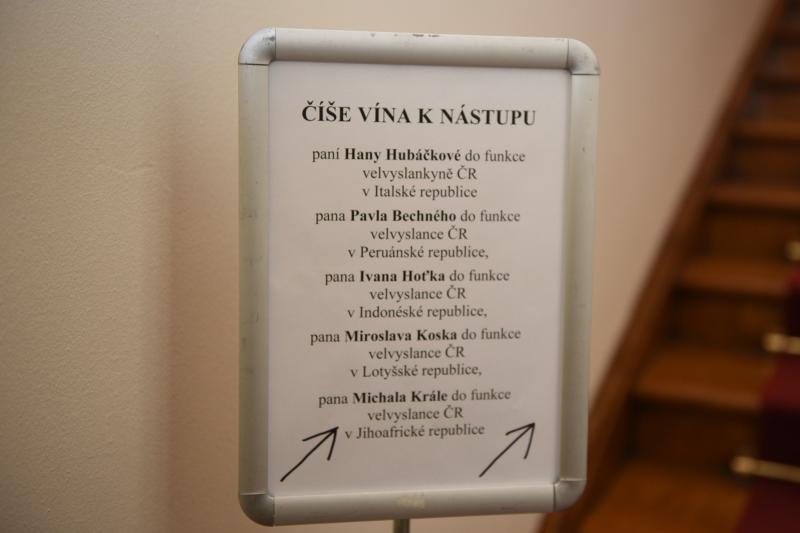 ČÍŠE VÍNA K NÁSTUPU
paní Hany Hubáčkové do funkce
velvyslankyně ČR
v Italské republice
pana Pavla Bechného do funkce
velvyslance ČR
v Peruánské republice,
pana Ivana Hoťka do funkce
velvyslance ČR
v Indonéské republice,
pana Miroslava Koska do funkce
velvyslance ČR
v Lotyšské republice,
pana Michala Krále do funkce
velvyslance ČR
v Jihoafrické republice